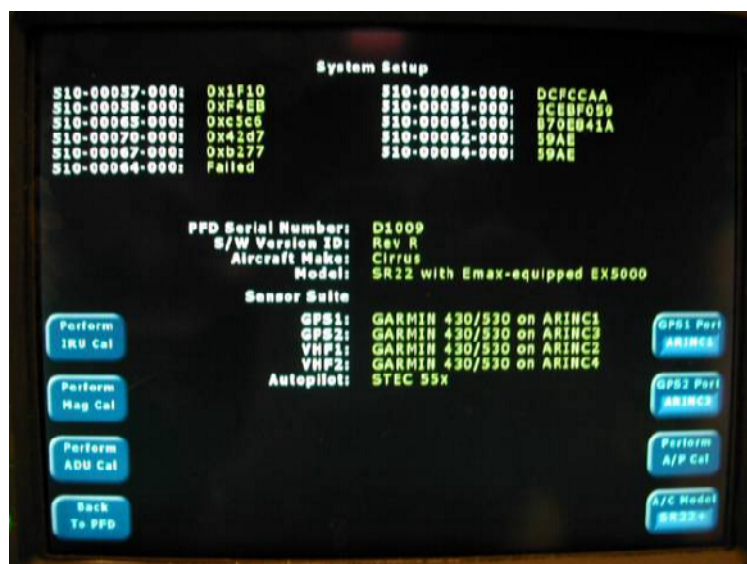 System Setup
510-00057-000: 0x1F10
510-00058-000: 0xF4EB
510-00065-000: 0xc5c6
510-00070-000: 0x42d7
510-00067-000: 0xb277
510-00064-000: Failed
510-00063-000: DCFCCAA
510-00059-000: 3CEBF059
510-00061-000: B70EB41A
510-00062-000: 59AE
510-00084-000: 59AE
PFD Serial Number: D1009
S/W Version ID: Rev R
Aircraft Make: Cirrus
Model: SR22 with Emax-equipped EX5000
Sensor Suite
GPS1: GARMIN 430/530 on ARINC1
GPS2: GARMIN 430/530 on ARINC3
VHF1: GARMIN 430/530 on ARINC2
VHF2: GARMIN 430/530 on ARINC4
Autopilot: STEC 55X
Perform
IRU Cal
Perform
Mag Cal
Perform
ADU Cal
Back
To PFD
GPS1 Port
ARINC1
GPS2 Port
ARINC3
Perform
A/P Cal
A/C Model
SR22+